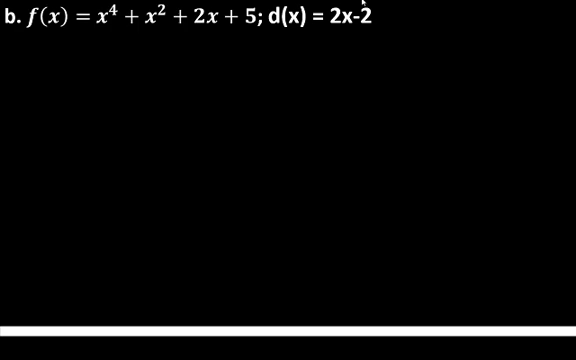 b. f(x) = x⁴ + x² + 2x + 5; d(x) = 2x-2